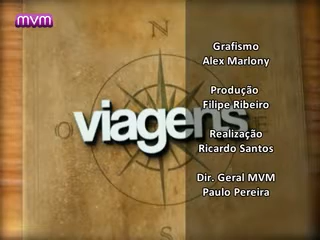 mvm
N
Grafismo
Alex Marlony
Produção
Filipe Ribeiro
O viagens E
Realização
Ricardo Santos
Dir. Geral MVM
Paulo Pereira